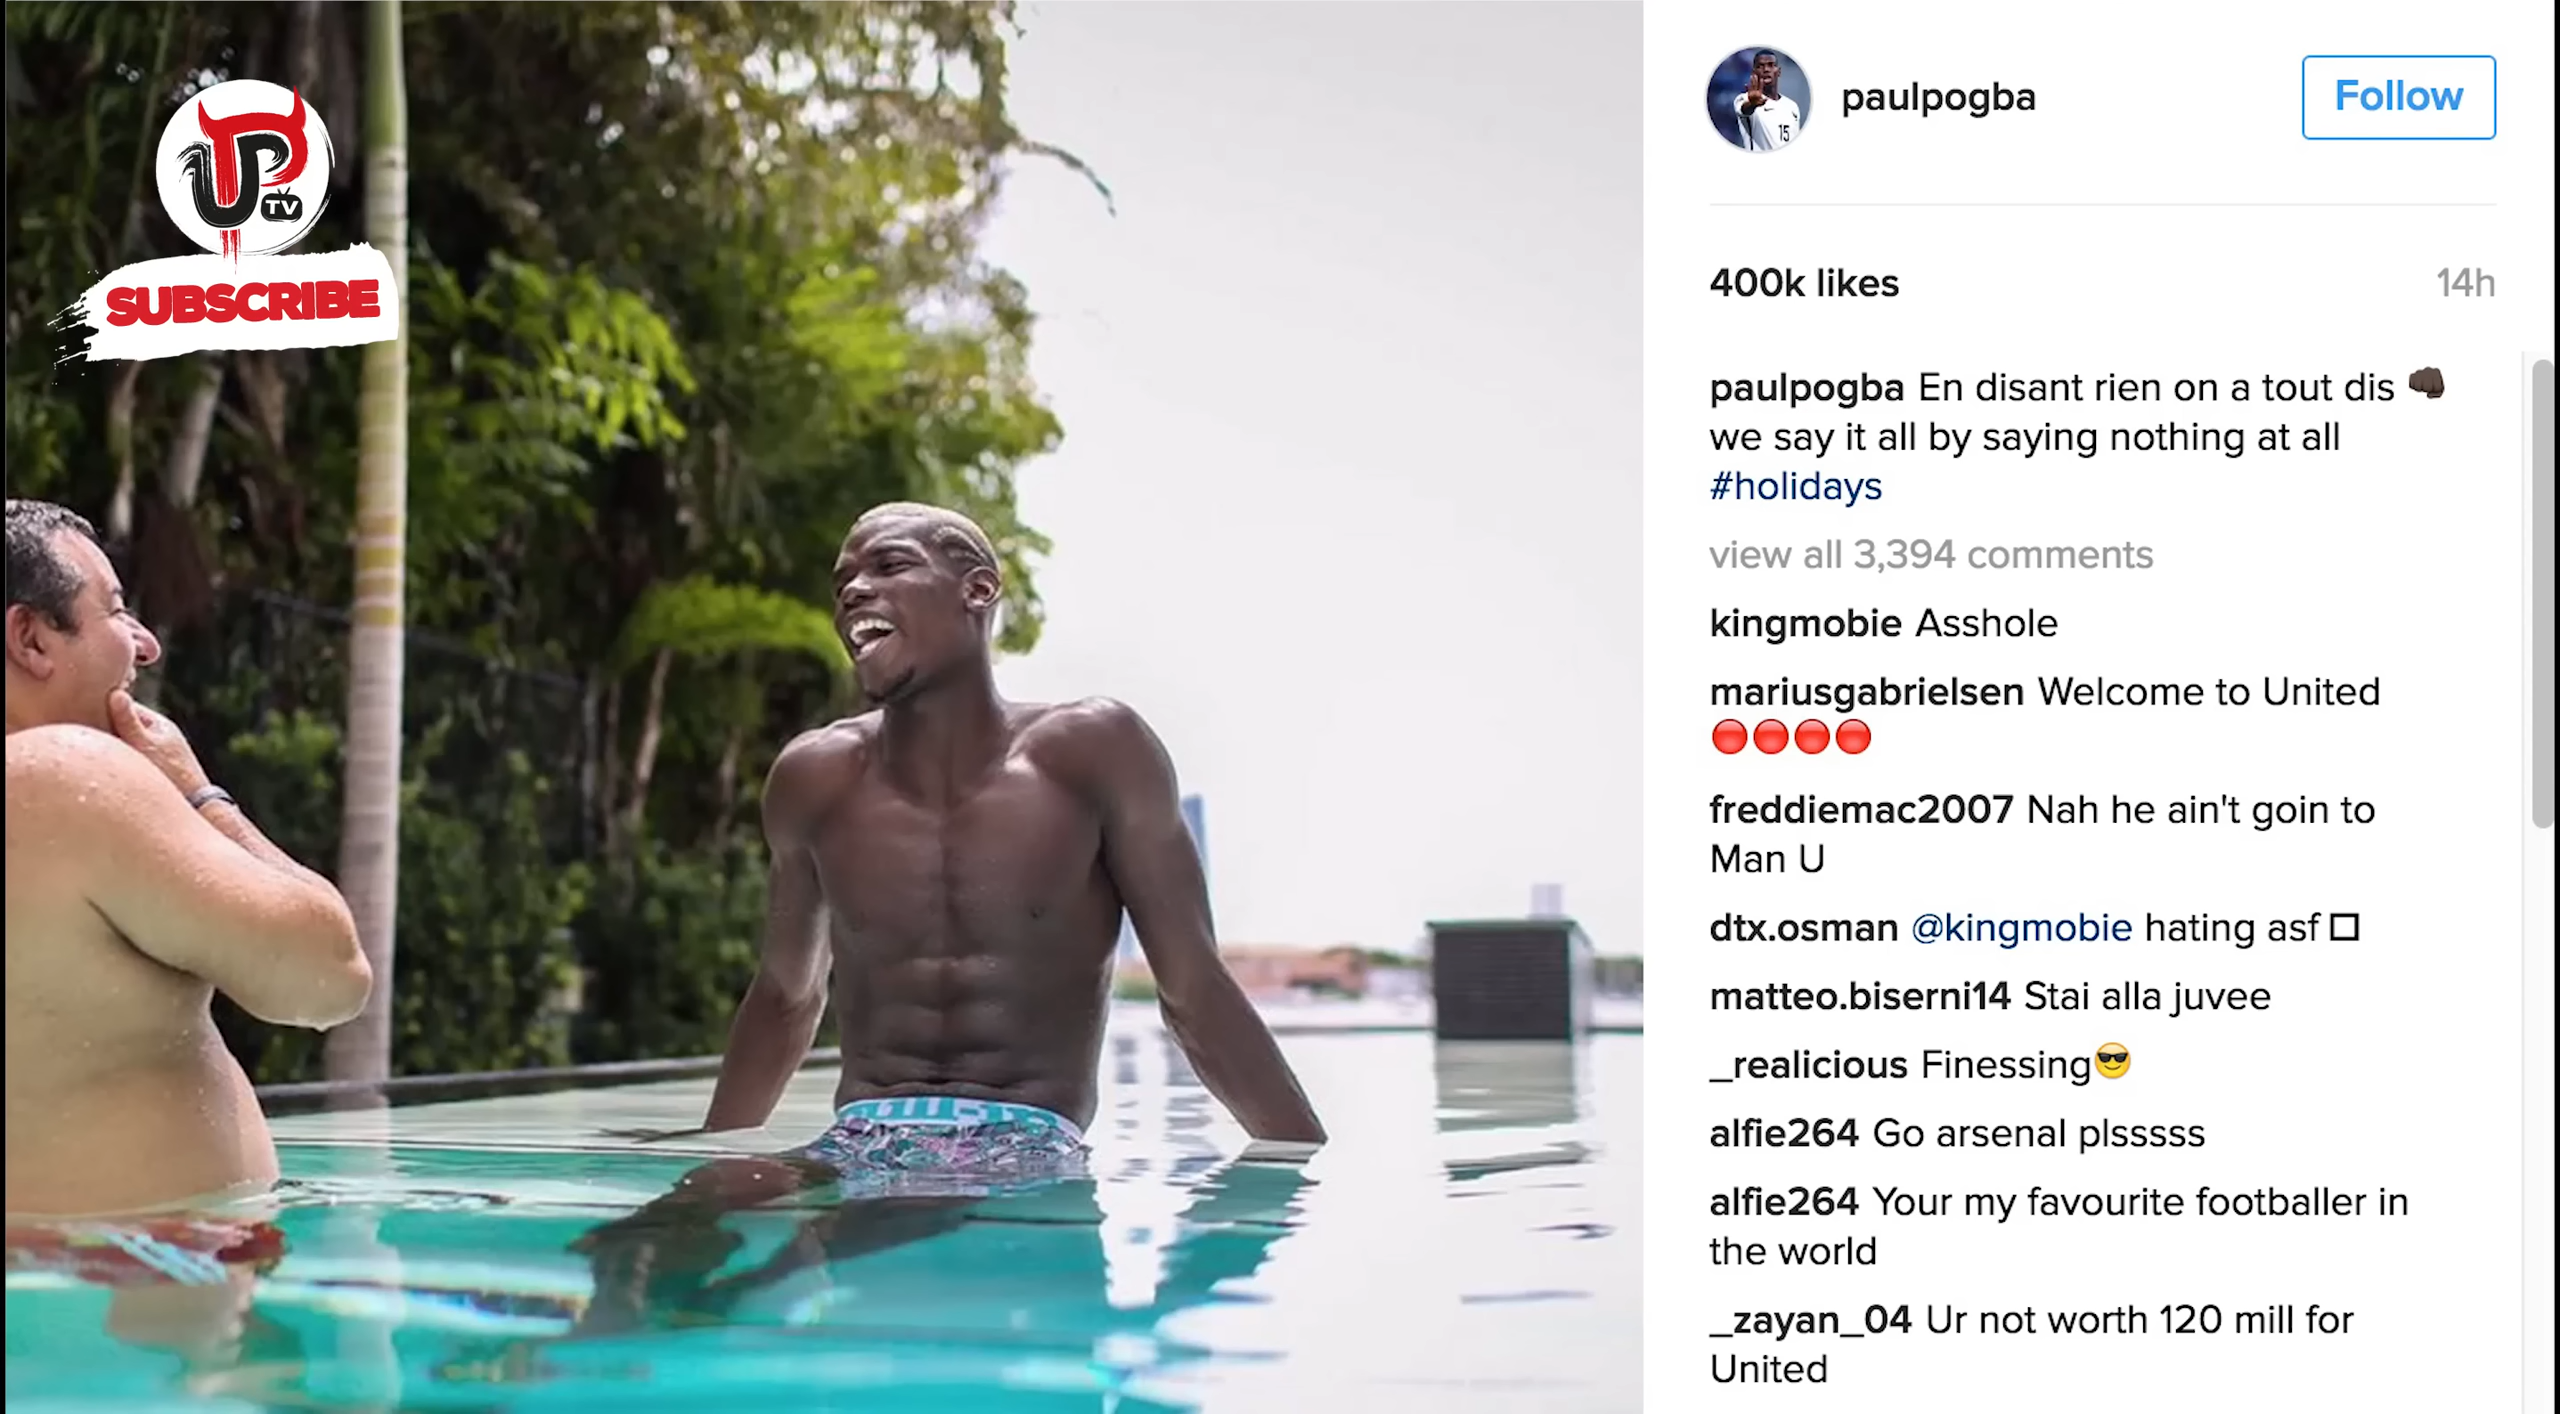 UP
TV
SUBSCRIBE
15
paulpogba
Follow
400k likes
14h
paulpogba En disant rien on a tout dis 👊🏿
we say it all by saying nothing at all
#holidays
view all 3,394 comments
kingmobie Asshole
mariusgabrielsen Welcome to United
🔴🔴🔴🔴
freddiemac2007 Nah he ain't goin to
Man U
dtx.osman @kingmobie hating asf □
matteo.biserni14 Stai alla juvee
_realicious Finessing😎
alfie264 Go arsenal plsssss
alfie264 Your my favourite footballer in
the world
_zayan_04 Ur not worth 120 mill for
United